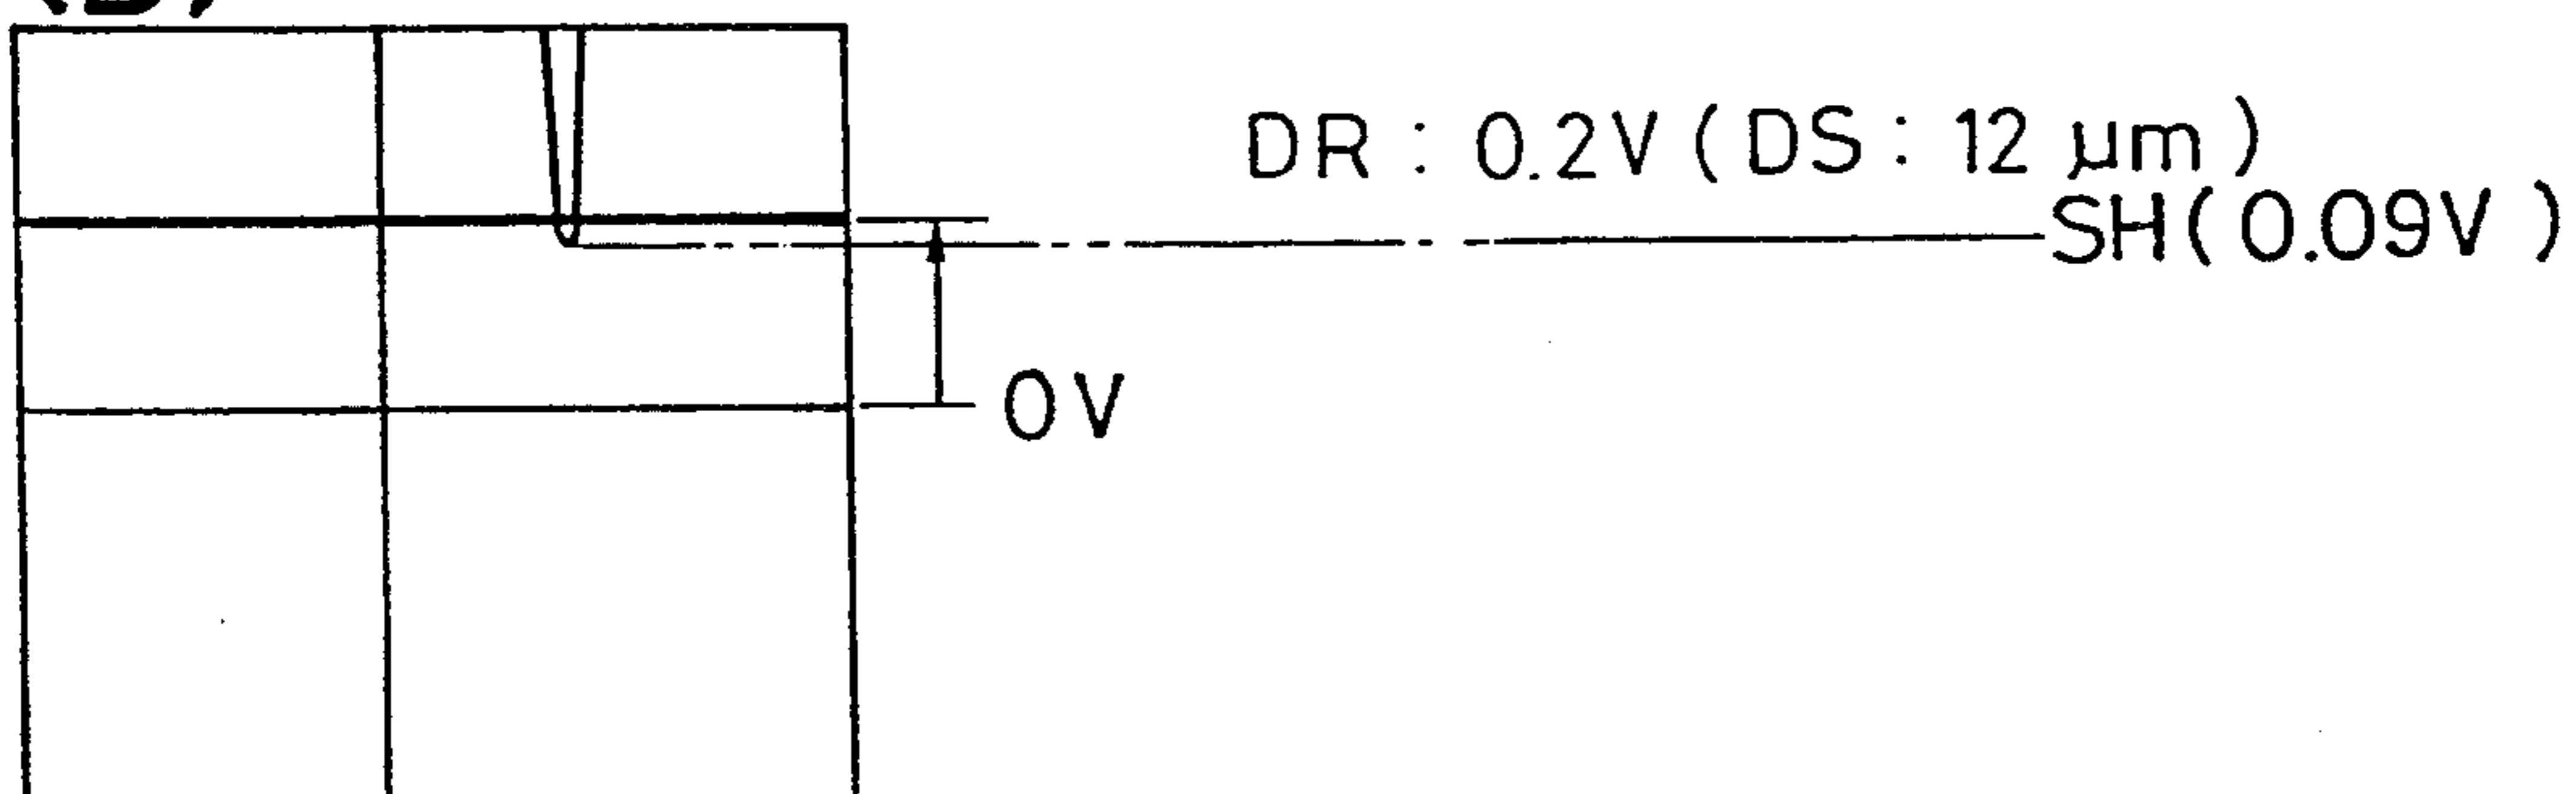 DR : 0.2V ( DS : 12 μm )
SH ( 0.09V )
0V